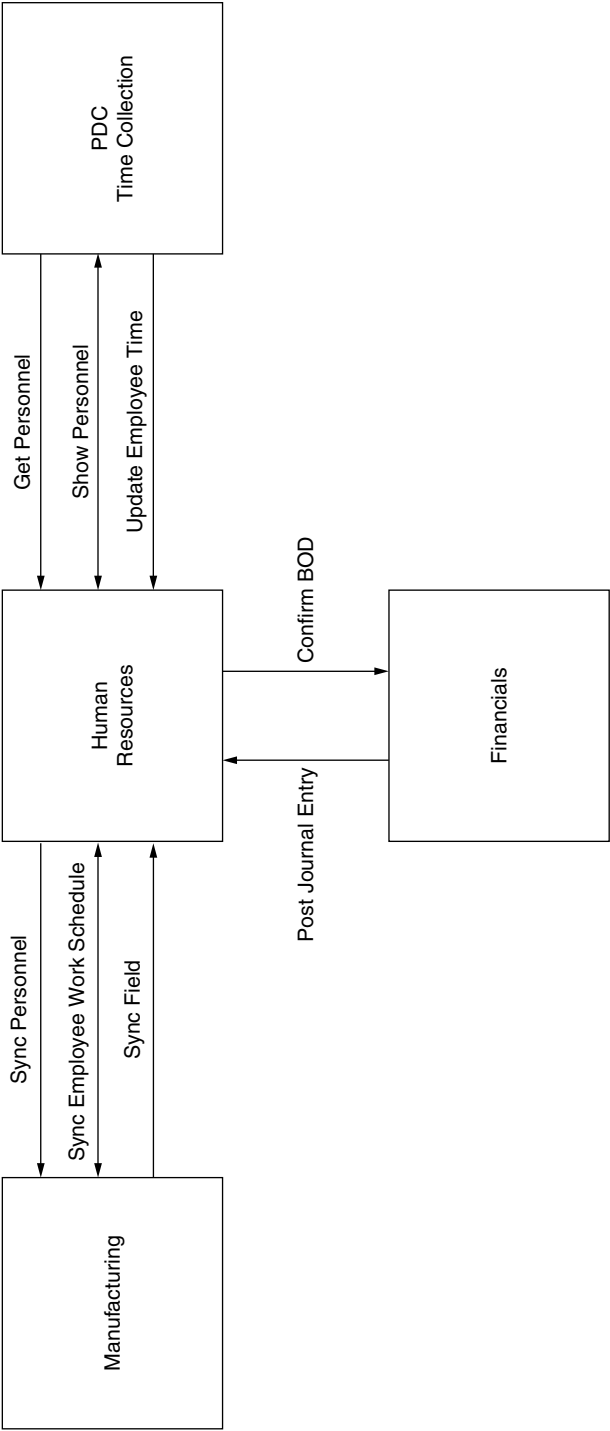 Manufacturing
Sync Personnel
Sync Employee Work Schedule
Sync Field
Human
Resources
Get Personnel
Show Personnel
Update Employee Time
PDC
Time Collection
Post Journal Entry
Confirm BOD
Financials